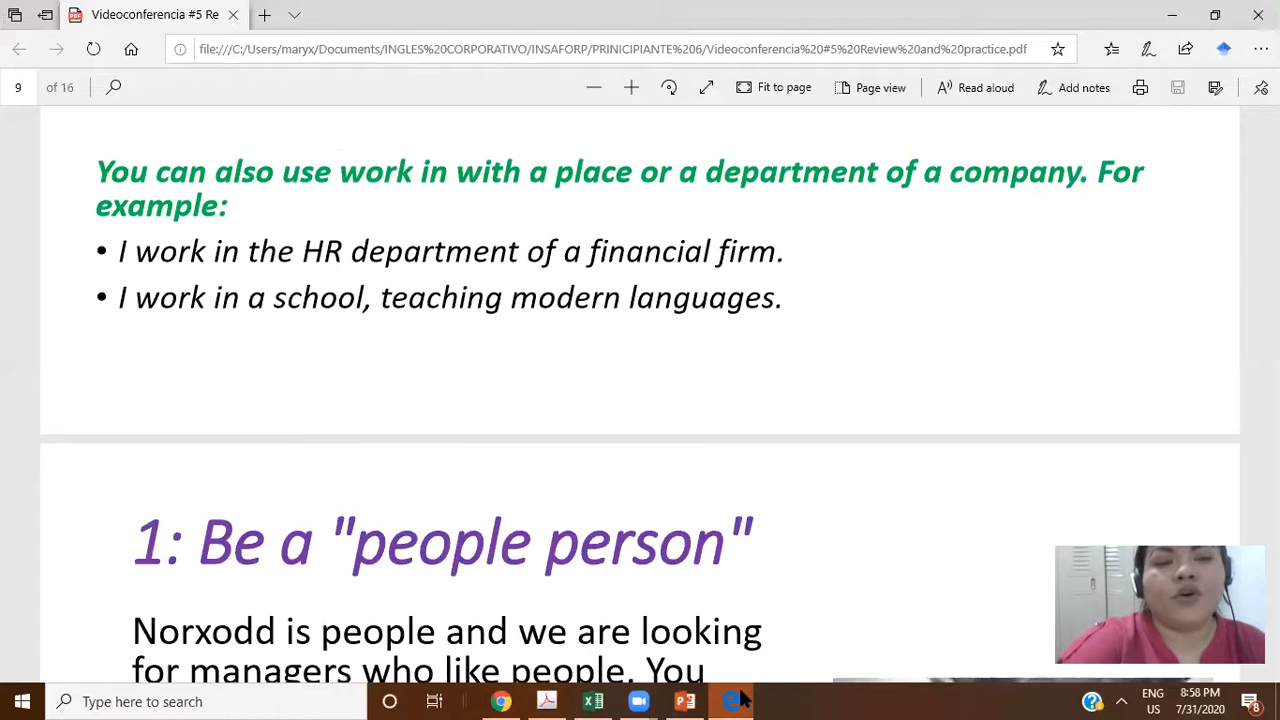 Videoconferencia #5 Re
file:///C:/Users/maryx/Documents/INGLES%20CORPORATIVO/INSAFORP/PRINICIPIANTE%206/Videoconferencia%20#5%20Review%20and%20practice.pdf
9 of 16 Fit to page Page view Read aloud Add notes
You can also use work in with a place or a department of a company. For
example:
• I work in the HR department of a financial firm.
• I work in a school, teaching modern languages.
1: Be a "people person"
Norxodd is people and we are looking
for managers who like people. You
Type here to search
ENG
US
8:58 PM
7/31/2020
8